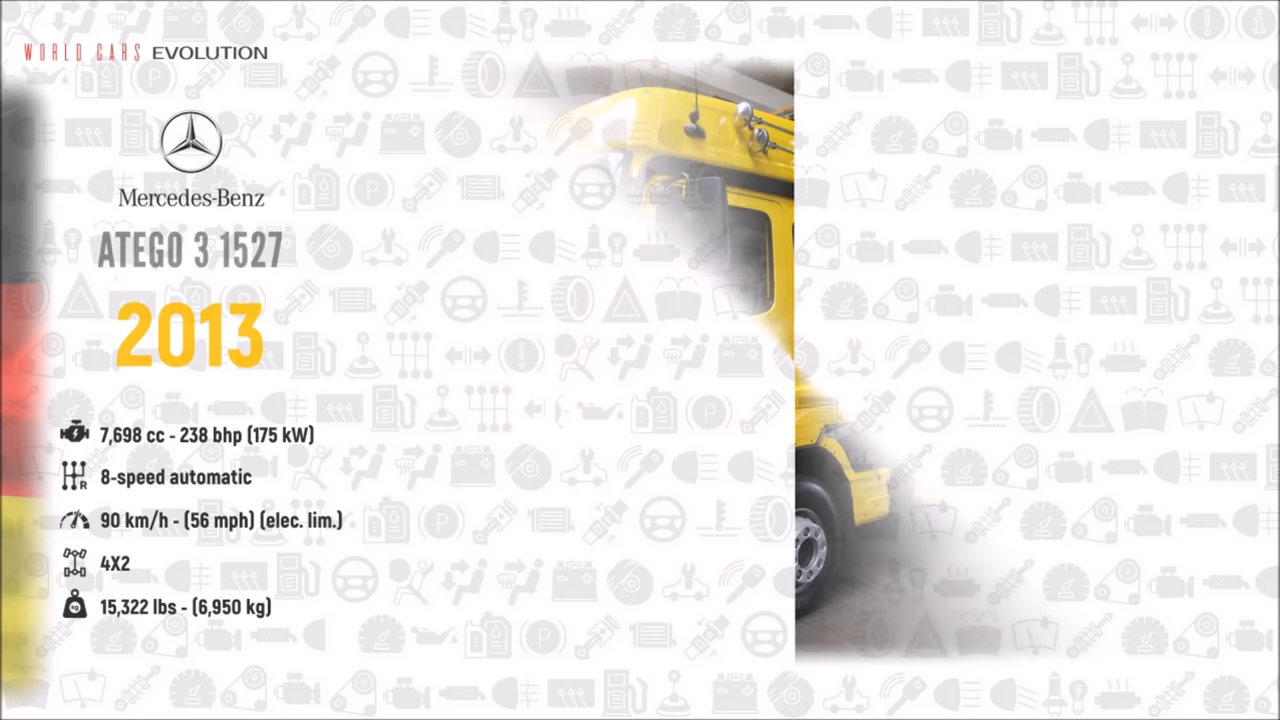 WORLD CARS EVOLUTION
Mercedes-Benz
ATEGO 3 1527
2013
7,698 cc - 238 bhp (175 kW)
8-speed automatic
90 km/h - (56 mph) (elec. lim.)
4X2
15,322 lbs - (6,950 kg)